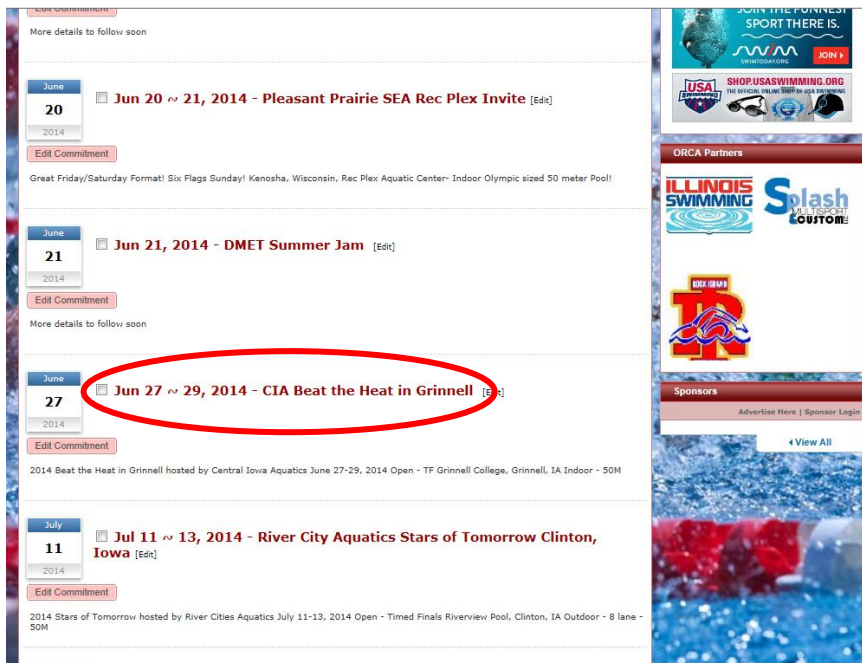 Edit Commitment
More details to follow soon
June
20
2014
Jun 20 ~ 21, 2014 - Pleasant Prairie SEA Rec Plex Invite [Edit]
Edit Commitment
Great Friday/Saturday Format! Six Flags Sunday! Kenosha, Wisconsin, Rec Plex Aquatic Center- Indoor Olympic sized 50 meter Pool!
June
21
2014
Jun 21, 2014 - DMET Summer Jam [Edit]
Edit Commitment
More details to follow soon
June
27
2014
Jun 27 ~ 29, 2014 - CIA Beat the Heat in Grinnell [Edit]
Edit Commitment
2014 Beat the Heat in Grinnell hosted by Central Iowa Aquatics June 27-29, 2014 Open - TF Grinnell College, Grinnell, IA Indoor - 50M
July
11
2014
Jul 11 ~ 13, 2014 - River City Aquatics Stars of Tomorrow Clinton,
Iowa [Edit]
Edit Commitment
2014 Stars of Tomorrow hosted by River Cities Aquatics July 11-13, 2014 Open - Timed Finals Riverview Pool, Clinton, IA Outdoor - 8 lane -
50M
JOIN THE FUNNEST
SPORT THERE IS.
swim
SWIMTODAY.ORG
JOIN
USA
SWIMMING
SHOP.USASWIMMING.ORG
THE OFFICIAL ONLINE SHOP OF USA SWIMMING
ORCA Partners
ILLINOIS
SWIMMING
Splash
MULTISPORT
&CUSTOM
ROCK ISLAND
R
Sponsors
Advertise Here | Sponsor Login
View All